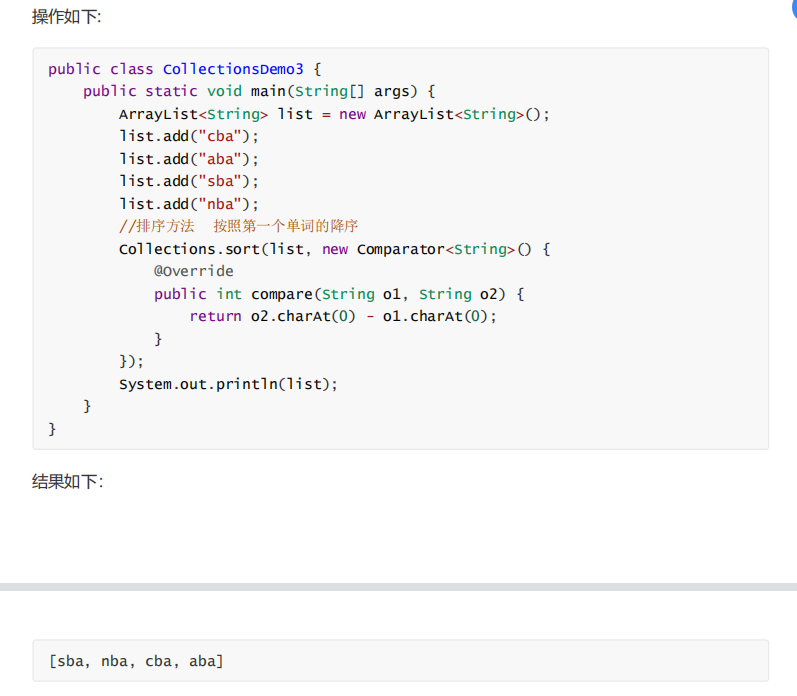 操作如下:
public class CollectionsDemo3 {
    public static void main(String[] args) {
        ArrayList<String> list = new ArrayList<String>();
        list.add("cba");
        list.add("aba");
        list.add("sba");
        list.add("nba");
        //排序方法  按照第一个单词的降序
        Collections.sort(list, new Comparator<String>() {
            @Override
            public int compare(String o1, String o2) {
                return o2.charAt(0) - o1.charAt(0);
            }
        });
        System.out.println(list);
    }
}
结果如下:
[sba, nba, cba, aba]